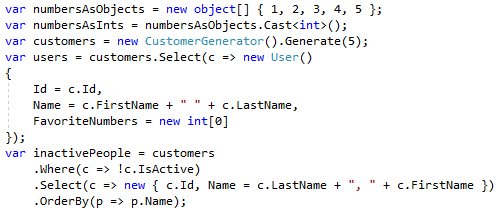 var numbersAsObjects = new object[] { 1, 2, 3, 4, 5 };
var numbersAsInts = numbersAsObjects.Cast<int>();
var customers = new CustomerGenerator().Generate(5);
var users = customers.Select(c => new User()
{
    Id = c.Id,
    Name = c.FirstName + " " + c.LastName,
    FavoriteNumbers = new int[0]
});
var inactivePeople = customers
    .Where(c => !c.IsActive)
    .Select(c => new { c.Id, Name = c.LastName + ", " + c.FirstName })
    .OrderBy(p => p.Name);